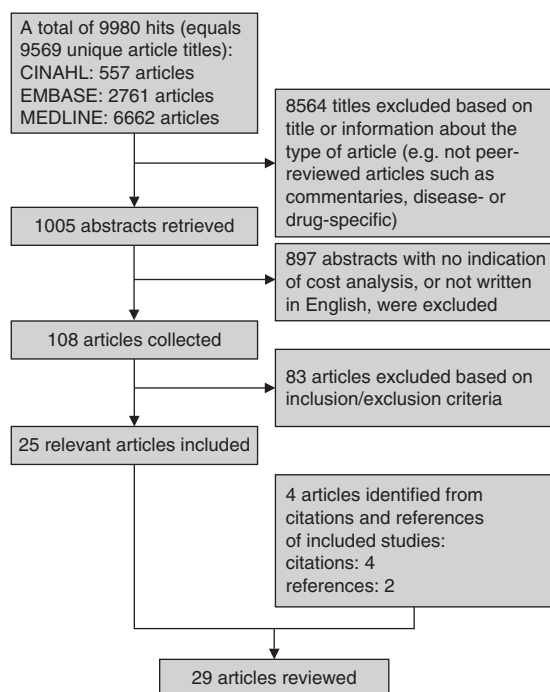 A total of 9980 hits (equals
9569 unique article titles):
CINAHL: 557 articles
EMBASE: 2761 articles
MEDLINE: 6662 articles
8564 titles excluded based on
title or information about the
type of article (e.g. not peer-
reviewed articles such as
commentaries, disease- or
drug-specific)
1005 abstracts retrieved
897 abstracts with no indication
of cost analysis, or not written
in English, were excluded
108 articles collected
83 articles excluded based on
inclusion/exclusion criteria
25 relevant articles included
4 articles identified from
citations and references
of included studies:
citations: 4
references: 2
29 articles reviewed